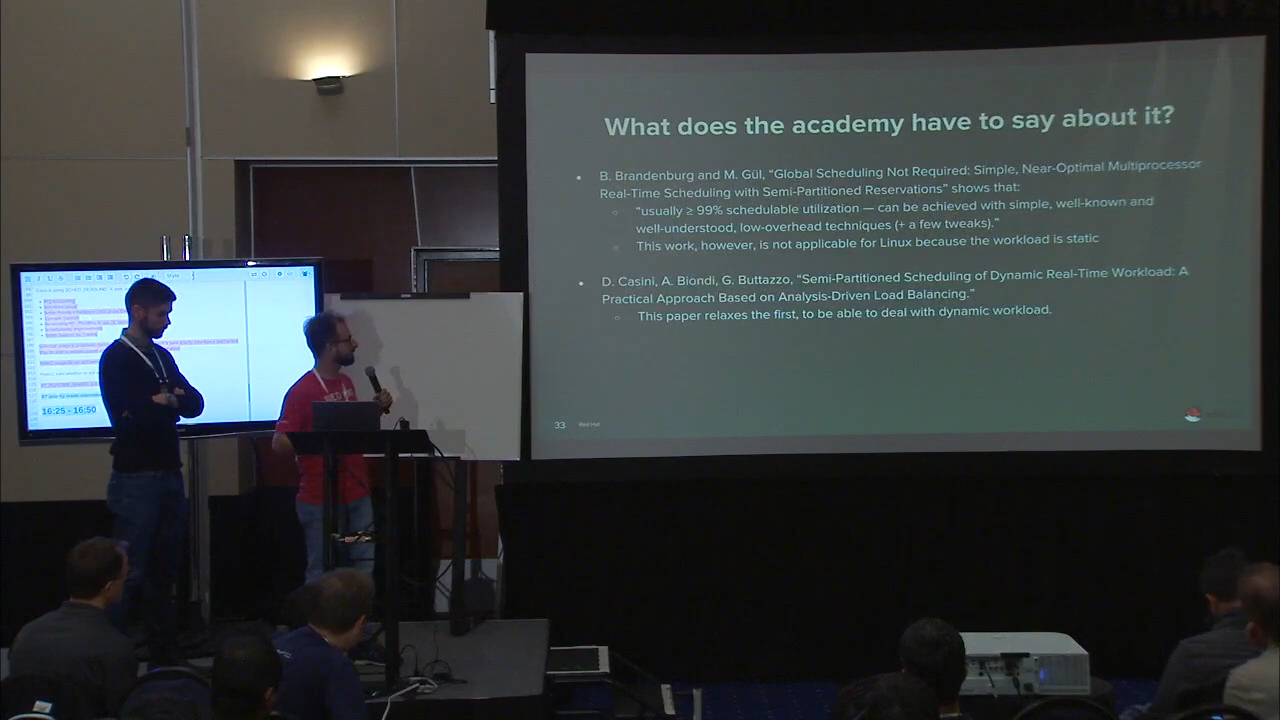 What does the academy have to say about it?
B. Brandenburg and M. Gül, “Global Scheduling Not Required: Simple, Near-Optimal Multiprocessor
Real-Time Scheduling with Semi-Partitioned Reservations” shows that:
“usually ≥ 99% schedulable utilization — can be achieved with simple, well-known and
well-understood, low-overhead techniques (+ a few tweaks).”
This work, however, is not applicable for Linux because the workload is static
D. Casini, A. Biondi, G. Buttazzo, “Semi-Partitioned Scheduling of Dynamic Real-Time Workload: A
Practical Approach Based on Analysis-Driven Load Balancing.”
This paper relaxes the first, to be able to deal with dynamic workload.
33
Red Hat
Style
16:25 - 16:50